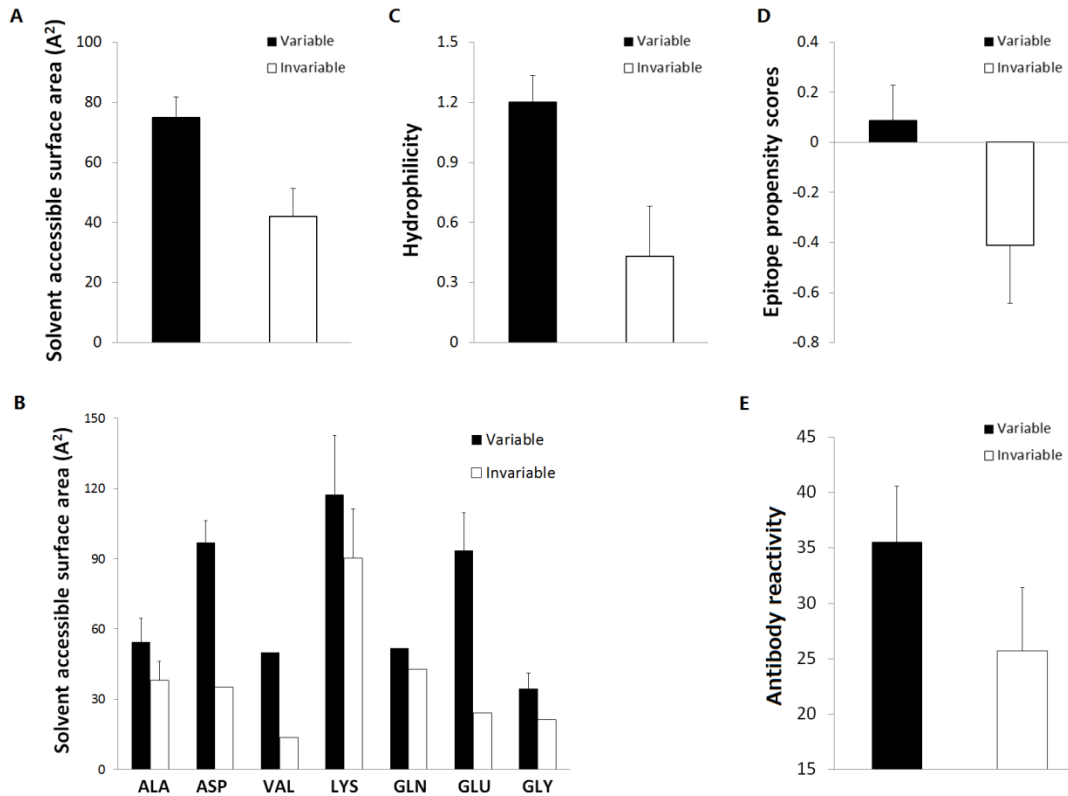 A
Solvent accessible surface area (A²)
100
80
60
40
20
0
Variable
Invariable
C
Hydrophilicity
1.5
1.2
0.9
0.6
0.3
0
Variable
Invariable
D
Epitope propensity scores
0.4
0.2
0
-0.2
-0.4
-0.6
-0.8
Variable
Invariable
B
Solvent accessible surface area (A²)
150
120
90
60
30
0
Variable
Invariable
ALA ASP VAL LYS GLN GLU GLY
E
Antibody reactivity
45
40
35
30
25
20
15
Variable
Invariable